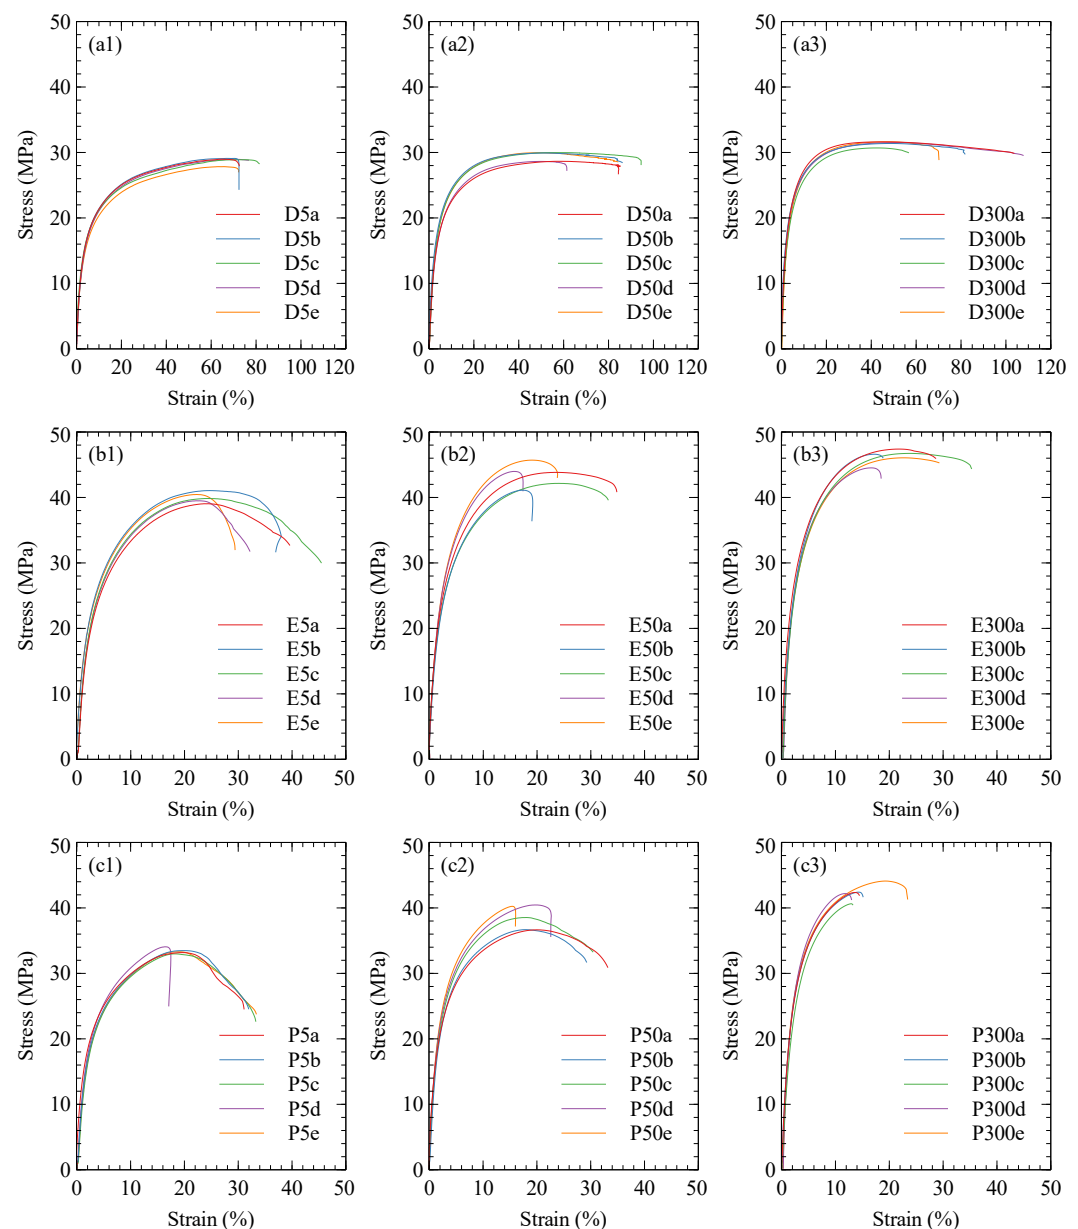 (a1)
Stress (MPa)
50
40
30
20
10
0
D5a
D5b
D5c
D5d
D5e
0 20 40 60 80 100 120
Strain (%)
(a2)
Stress (MPa)
50
40
30
20
10
0
D50a
D50b
D50c
D50d
D50e
0 20 40 60 80 100 120
Strain (%)
(a3)
Stress (MPa)
50
40
30
20
10
0
D300a
D300b
D300c
D300d
D300e
0 20 40 60 80 100 120
Strain (%)
(b1)
Stress (MPa)
50
40
30
20
10
0
E5a
E5b
E5c
E5d
E5e
0 10 20 30 40 50
Strain (%)
(b2)
Stress (MPa)
50
40
30
20
10
0
E50a
E50b
E50c
E50d
E50e
0 10 20 30 40 50
Strain (%)
(b3)
Stress (MPa)
50
40
30
20
10
0
E300a
E300b
E300c
E300d
E300e
0 10 20 30 40 50
Strain (%)
(c1)
Stress (MPa)
50
40
30
20
10
0
P5a
P5b
P5c
P5d
P5e
0 10 20 30 40 50
Strain (%)
(c2)
Stress (MPa)
50
40
30
20
10
0
P50a
P50b
P50c
P50d
P50e
0 10 20 30 40 50
Strain (%)
(c3)
Stress (MPa)
50
40
30
20
10
0
P300a
P300b
P300c
P300d
P300e
0 10 20 30 40 50
Strain (%)